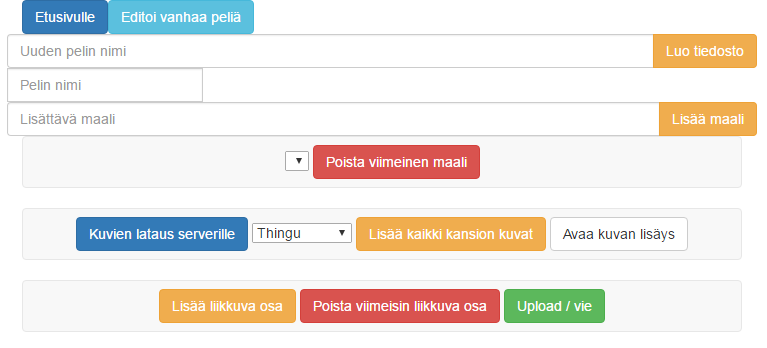 Etusivulle Editoi vanhaa peliä
Uuden pelin nimi Luo tiedosto
Pelin nimi
Lisättävä maali Lisää maali
Poista viimeinen maali
Kuvien lataus serverille Thingu Lisää kaikki kansion kuvat Avaa kuvan lisäys
Lisää liikkuva osa Poista viimeisin liikkuva osa Upload / vie